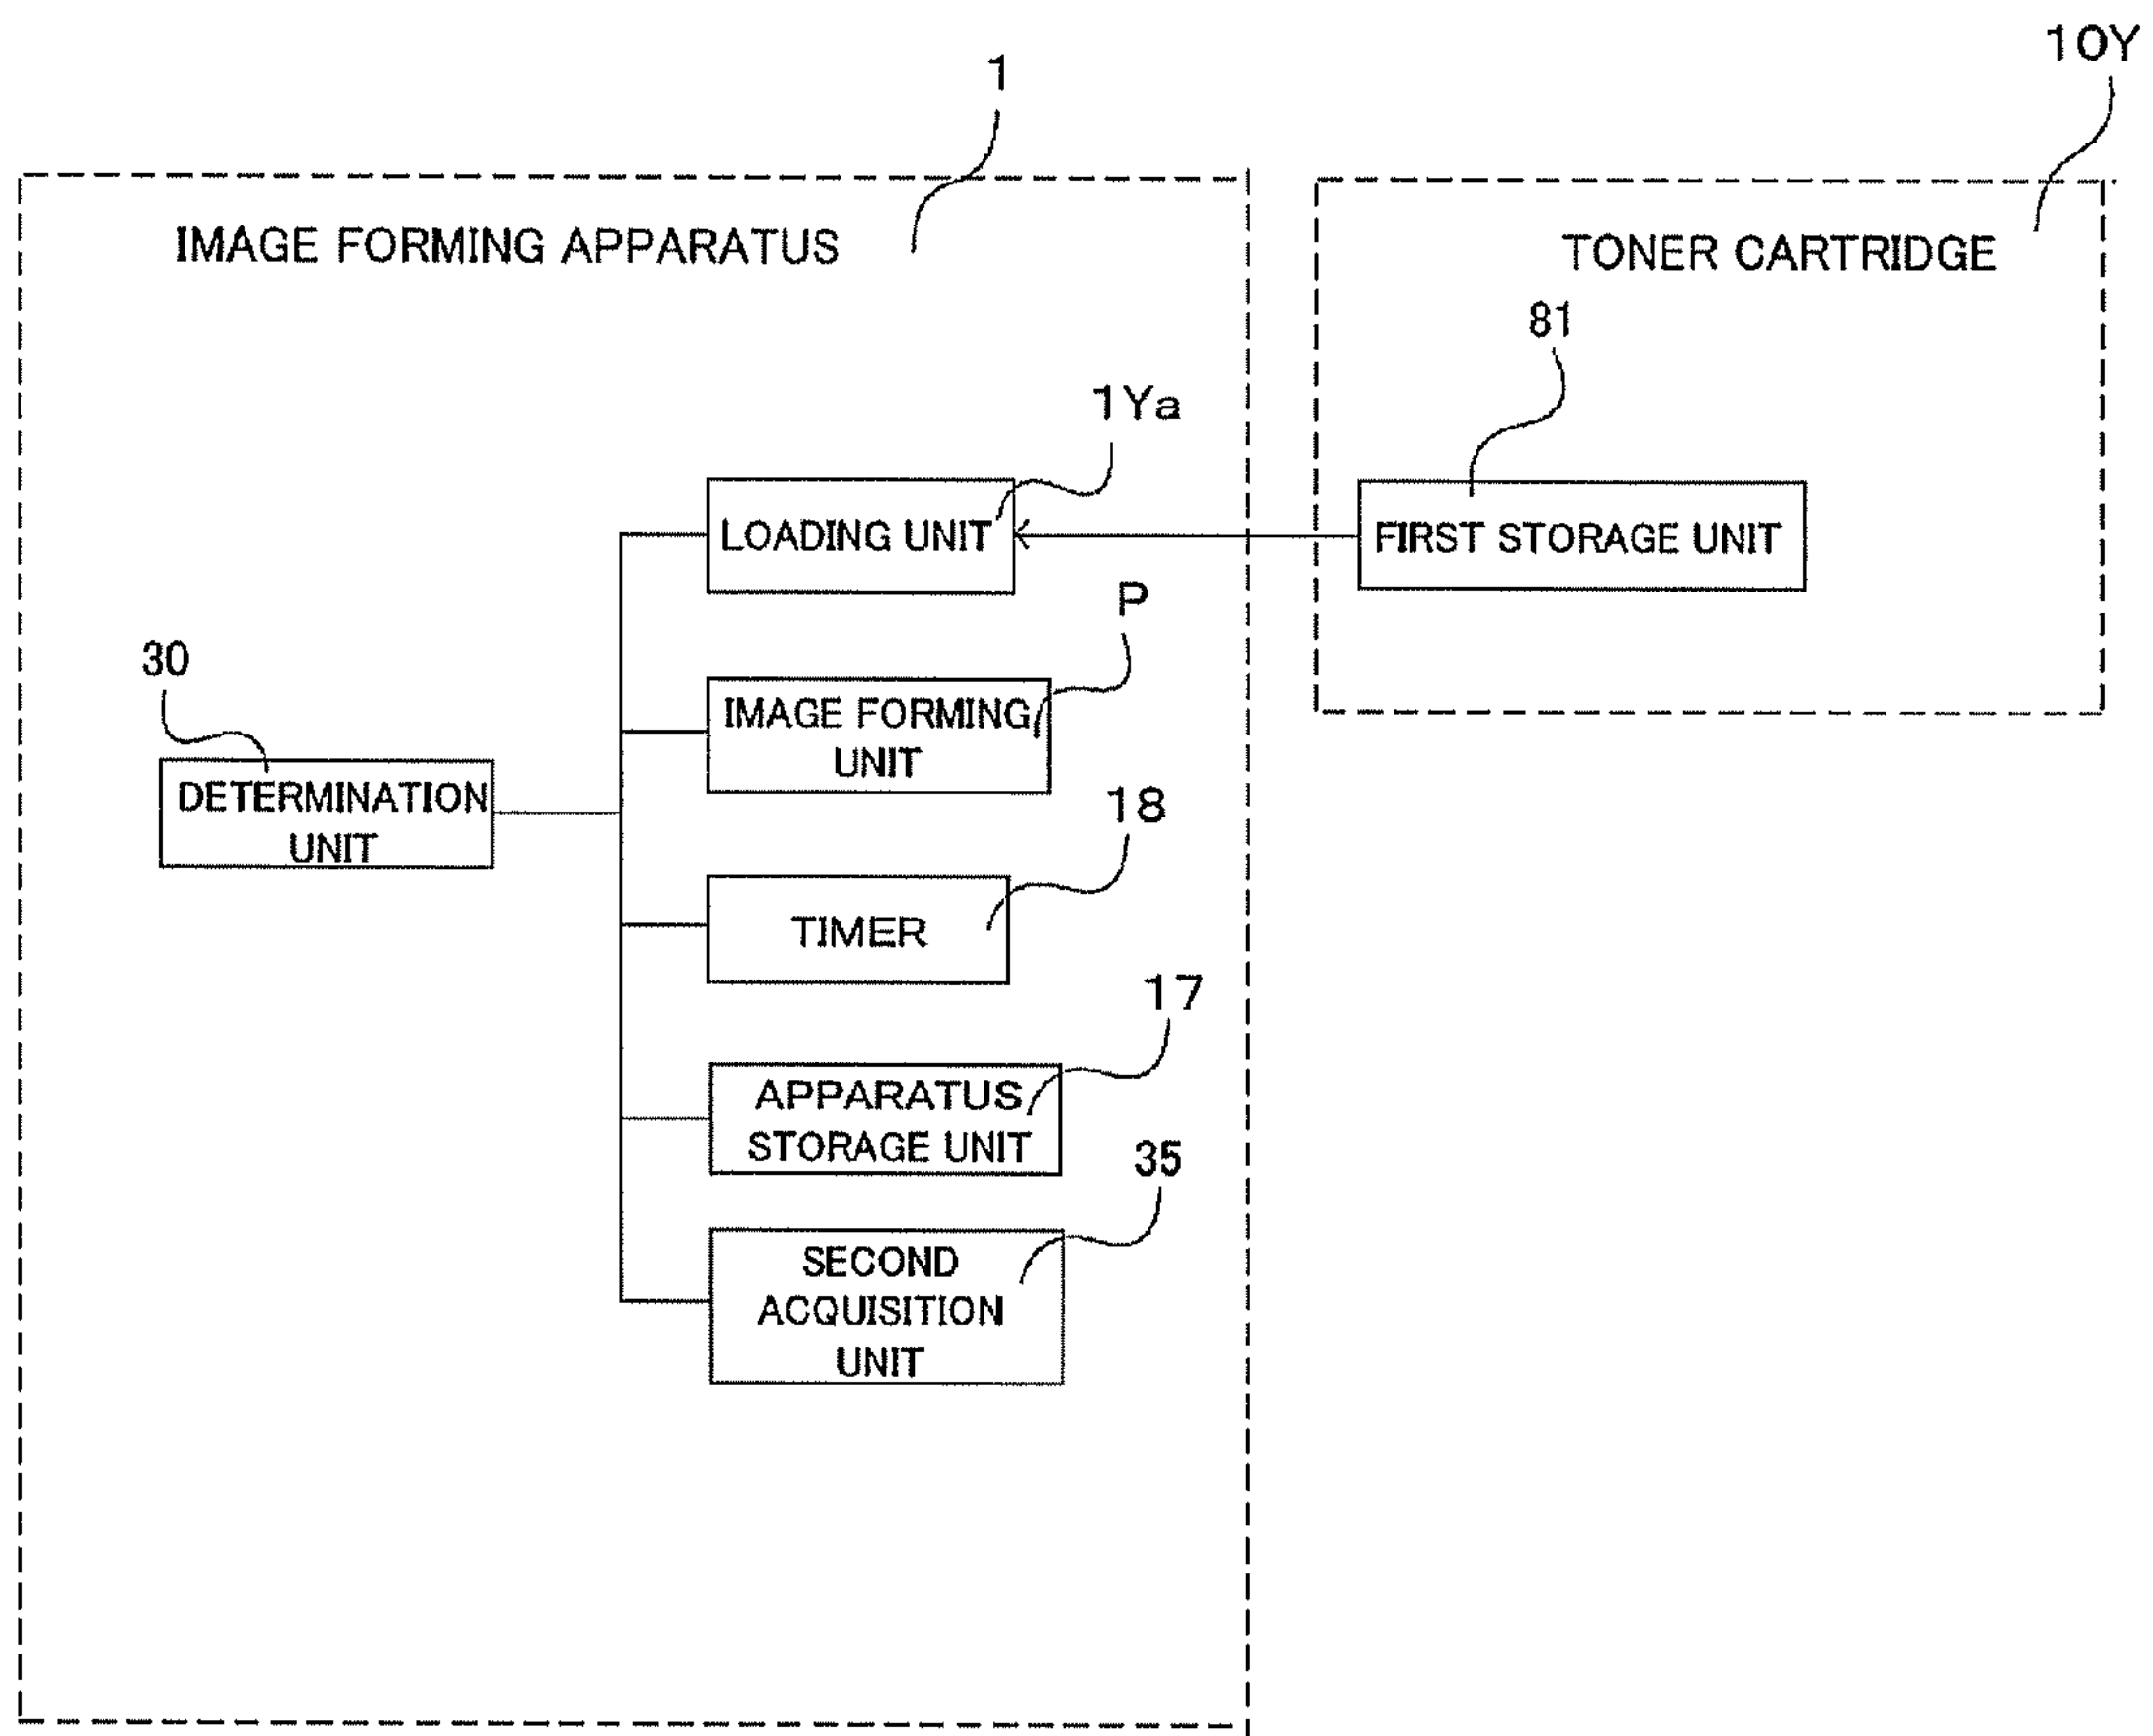 10Y
1
IMAGE FORMING APPARATUS
TONER CARTRIDGE
81
1Ya
LOADING UNIT
FIRST STORAGE UNIT
P
30
IMAGE FORMING
UNIT
DETERMINATION
UNIT
18
TIMER
17
APPARATUS
STORAGE UNIT
35
SECOND
ACQUISITION
UNIT